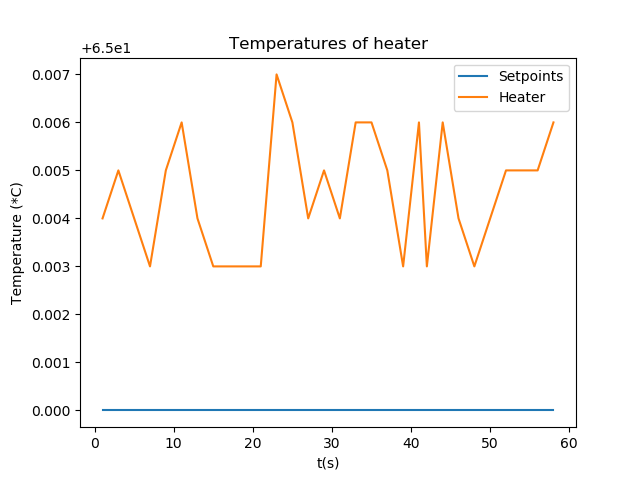 Temperatures of heater
+6.5e1
Setpoints
Heater
0.007
0.006
0.005
0.004
0.003
0.002
0.001
0.000
Temperature (*C)
0 10 20 30 40 50 60
t(s)